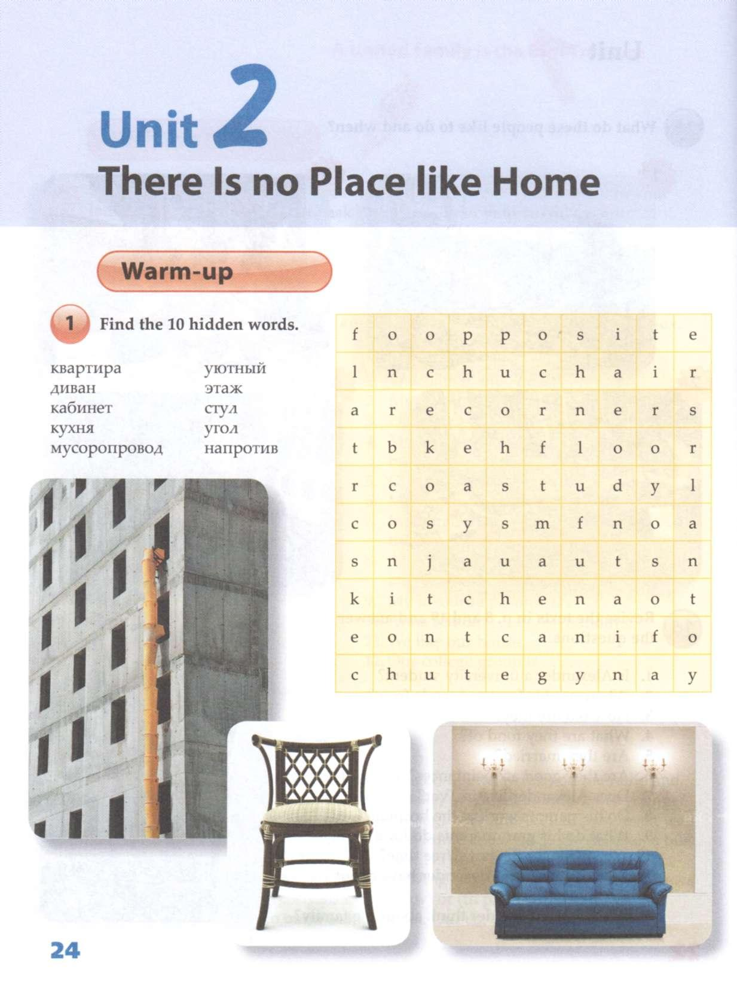 Unit 2
There Is no Place like Home
Warm-up
1 Find the 10 hidden words.
квартира
диван
кабинет
кухня
мусоропровод
уютный
этаж
стул
угол
напротив
f o o p p o s i t e
l n c h u c h a i r
a r e c o r n e r s
t b k e h f l o o r
r c o a s t u d y l
c o s y s m f n o a
s n j a u a u t s n
k i t c h e n a o t
e o n t c a n i f o
c h u t e g y n a y
24